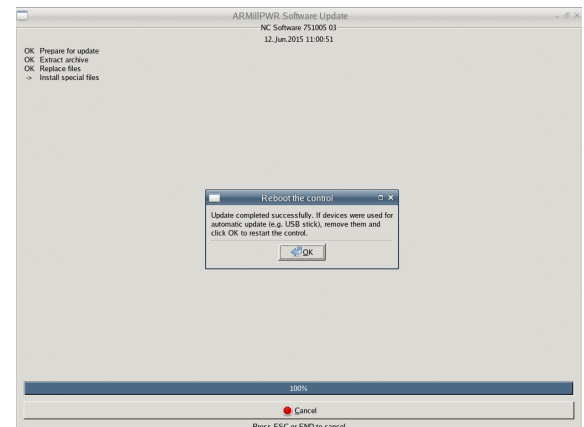 ARMillPWR Software Update
NC Software 751005 03
12.Jun.2015 11:00:51
OK Prepare for update
OK Extract archive
OK Replace files
-> Install special files
Reboot the control
Update completed successfully. If devices were used for
automatic update (e.g. USB stick), remove them and
click OK to restart the control.
OK
100%
Cancel
Press ESC or END to cancel